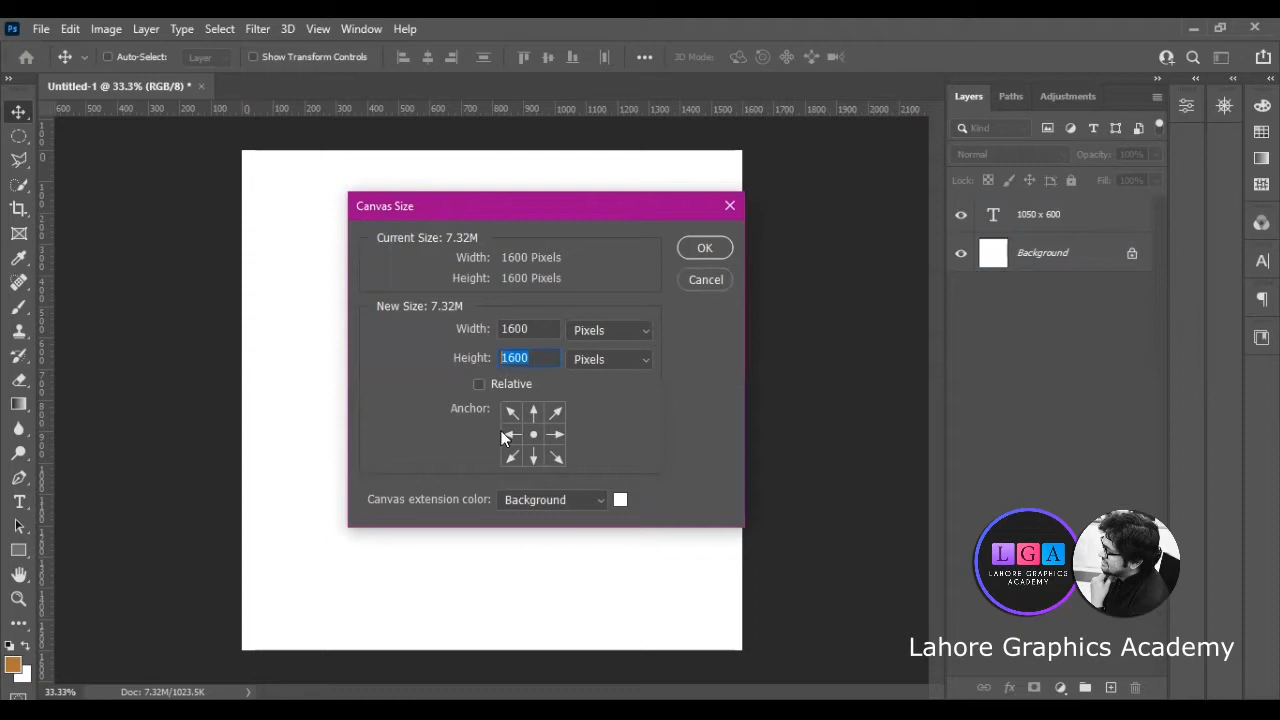 Ps File Edit Image Layer Type Select Filter 3D View Window Help
Auto-Select: Layer Show Transform Controls 3D Mode:
Untitled-1 @ 33.3% (RGB/8) *
600 500 400 300 200 100 0 100 200 300 400 500 600 700 800 900 1000 1100 1200 1300 1400 1500 1600 1700 1800 1900 2000 2100
Layers Paths Adjustments
Kind
Normal Opacity: 100%
Lock: Fill: 100%
T 1050 x 600
Background
Canvas Size
Current Size: 7.32M
Width: 1600 Pixels
Height: 1600 Pixels
OK
Cancel
New Size: 7.32M
Width: 1600 Pixels
Height: 1600 Pixels
Relative
Anchor:
Canvas extension color: Background
LGA
LAHORE GRAPHICS
ACADEMY
Lahore Graphics Academy
33.33% Doc: 7.32M/1023.5K